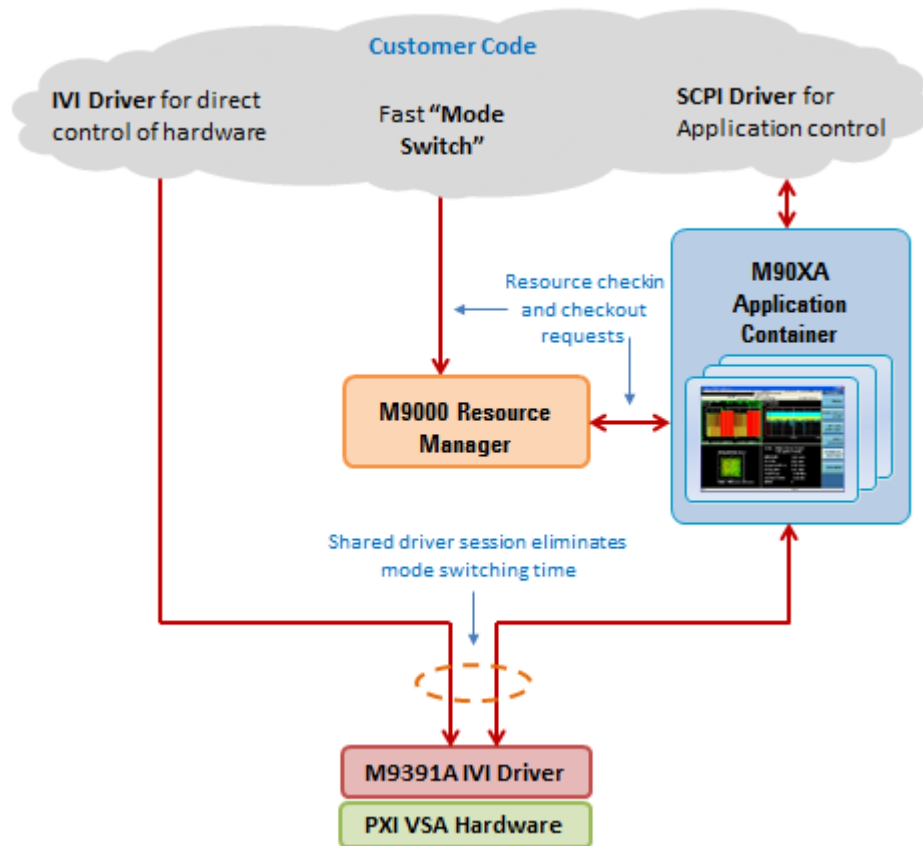 Customer Code
IVI Driver for direct
control of hardware
Fast “Mode
Switch”
SCPI Driver for
Application control
Resource checkin
and checkout
requests
M90XA
Application
Container
M9000 Resource
Manager
Shared driver session eliminates
mode switching time
M9391A IVI Driver
PXI VSA Hardware